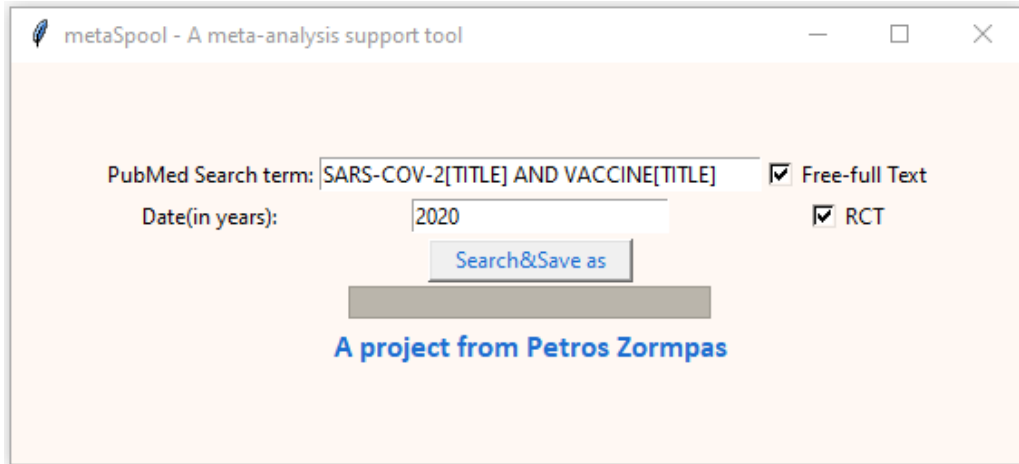 metaSpool - A meta-analysis support tool
PubMed Search term: SARS-COV-2[TITLE] AND VACCINE[TITLE] Free-full Text
Date(in years): 2020 RCT
Search&Save as
A project from Petros Zormpas